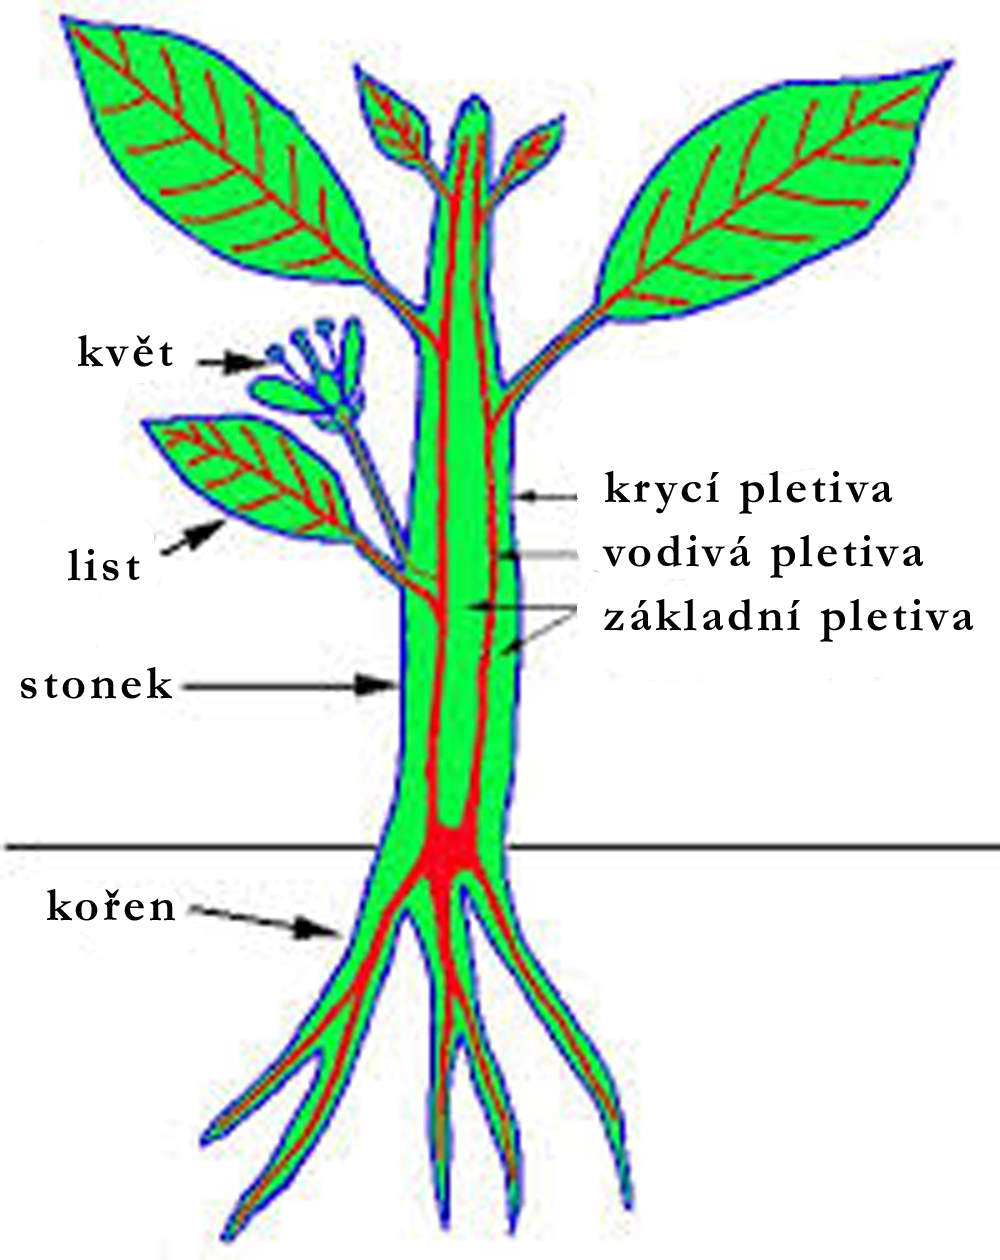 květ
krycí pletiva
vodivá pletiva
list
základní pletiva
stonek
kořen